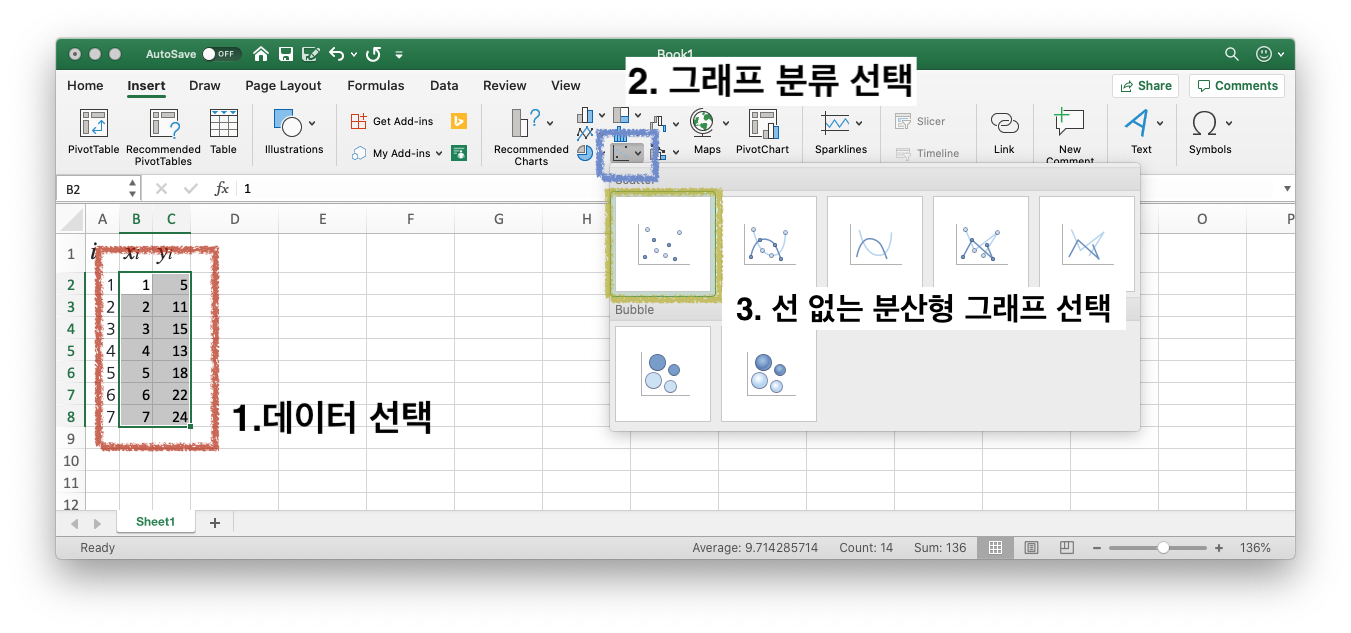 AutoSave OFF
Book1
Home Insert Draw Page Layout Formulas Data Review View
2. 그래프 분류 선택
Share Comments
PivotTable Recommended PivotTables Table Illustrations
Get Add-ins
My Add-ins
Recommended Charts
Maps PivotChart Sparklines
Slicer
Timeline
Link New Comment Text Symbols
B2 fx 1
Scatter
A B C D E F G H O P
1 i xi yi
2 1 1 5
3 2 2 11
4 3 3 15
5 4 4 13
6 5 5 18
7 6 6 22
8 7 7 24
9
10
11
12
Bubble
3. 선 없는 분산형 그래프 선택
1.데이터 선택
Sheet1 +
Ready Average: 9.714285714 Count: 14 Sum: 136 136%